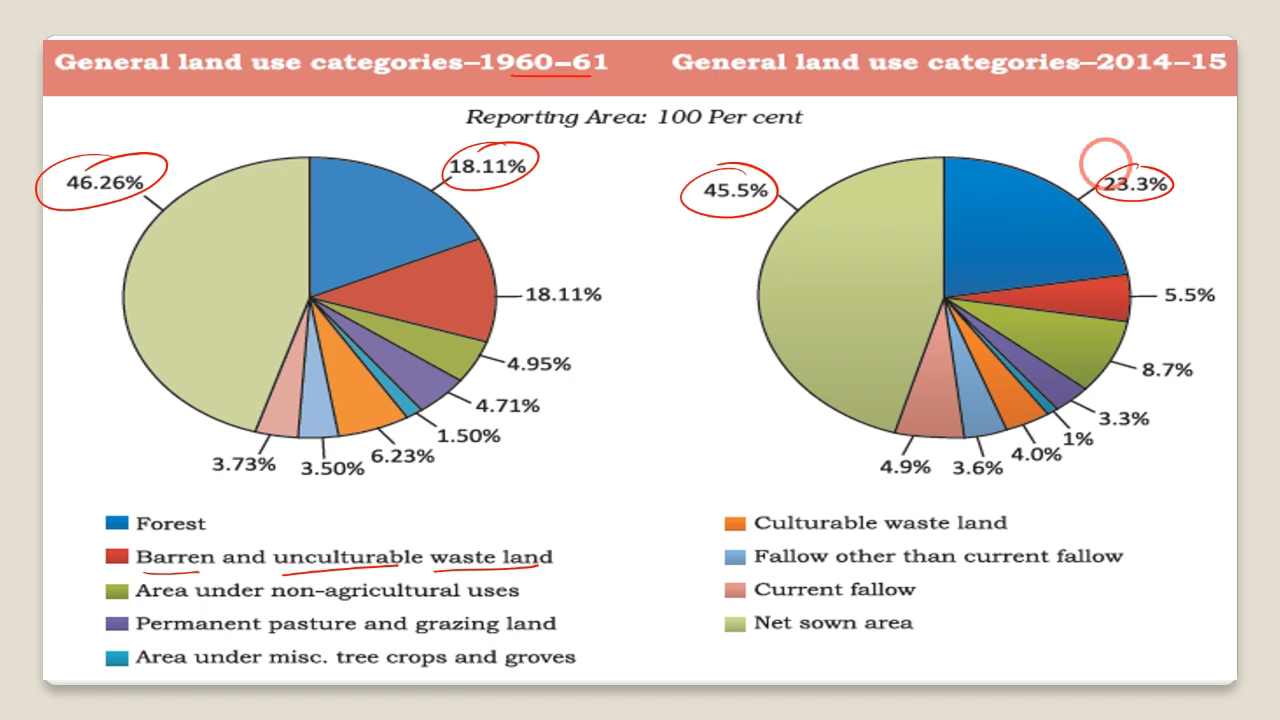 General land use categories—1960-61
General land use categories—2014-15
Reporting Area: 100 Per cent
46.26%
18.11%
18.11%
4.95%
4.71%
1.50%
6.23%
3.50%
3.73%
45.5%
23.3%
5.5%
8.7%
3.3%
1%
4.0%
3.6%
4.9%
Forest
Barren and unculturable waste land
Area under non-agricultural uses
Permanent pasture and grazing land
Area under misc. tree crops and groves
Culturable waste land
Fallow other than current fallow
Current fallow
Net sown area